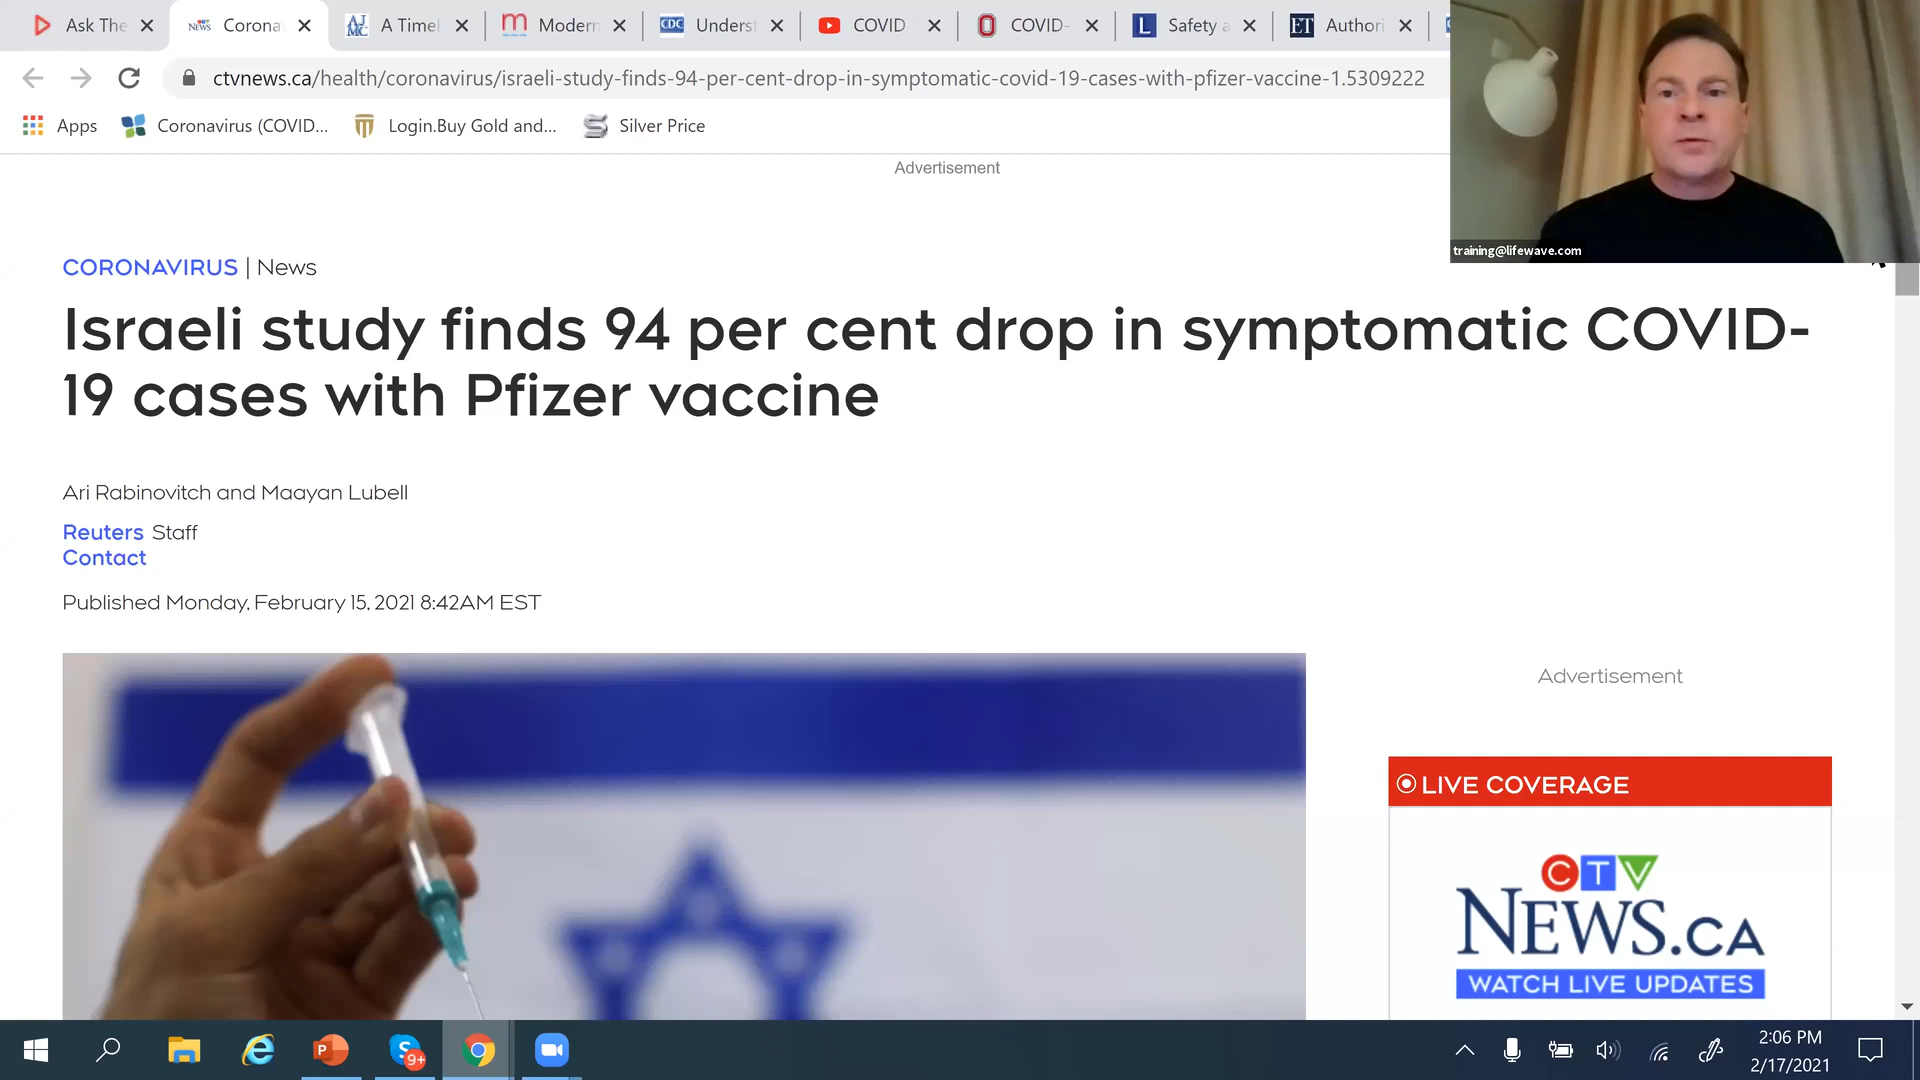 Ask The
Corona
A Timel
Modern
CDC
Underst
COVID
COVID-
L
Safety a
ET
Authori
ctvnews.ca/health/coronavirus/israeli-study-finds-94-per-cent-drop-in-symptomatic-covid-19-cases-with-pfizer-vaccine-1.5309222
Apps
Coronavirus (COVID...
Login.Buy Gold and...
Silver Price
training@lifewave.com
Advertisement
CORONAVIRUS | News
Israeli study finds 94 per cent drop in symptomatic COVID-
19 cases with Pfizer vaccine
Ari Rabinovitch and Maayan Lubell
Reuters Staff
Contact
Published Monday, February 15, 2021 8:42AM EST
Advertisement
LIVE COVERAGE
CTV
NEWS.CA
WATCH LIVE UPDATES
9+
2:06 PM
2/17/2021